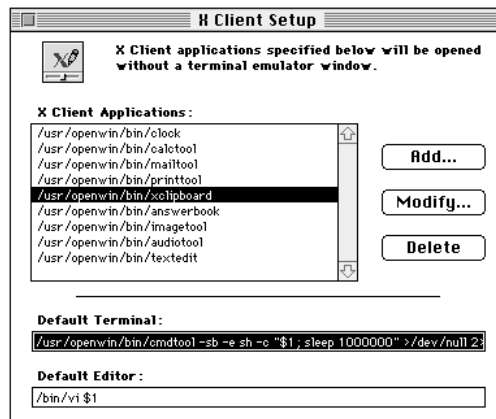 X Client Setup
X Client applications specified below will be opened
without a terminal emulator window.
X Client Applications:
/usr/openwin/bin/clock
/usr/openwin/bin/calctool
/usr/openwin/bin/mailtool
/usr/openwin/bin/printtool
/usr/openwin/bin/xclipboard
/usr/openwin/bin/answerbook
/usr/openwin/bin/imagetool
/usr/openwin/bin/audiotool
/usr/openwin/bin/textedit
Add...
Modify...
Delete
Default Terminal:
/usr/openwin/bin/cmdtool -sb -e sh -c "$1; sleep 1000000" >/dev/null 2>
Default Editor:
/bin/vi $1